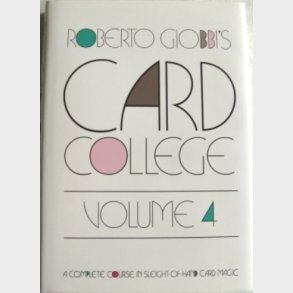 ROBERTO GIOBBI'S
CARD
COLLEGE
VOLUME 4
A COMPLETE COURSE IN SLEIGHT-OF-HAND CARD MAGIC